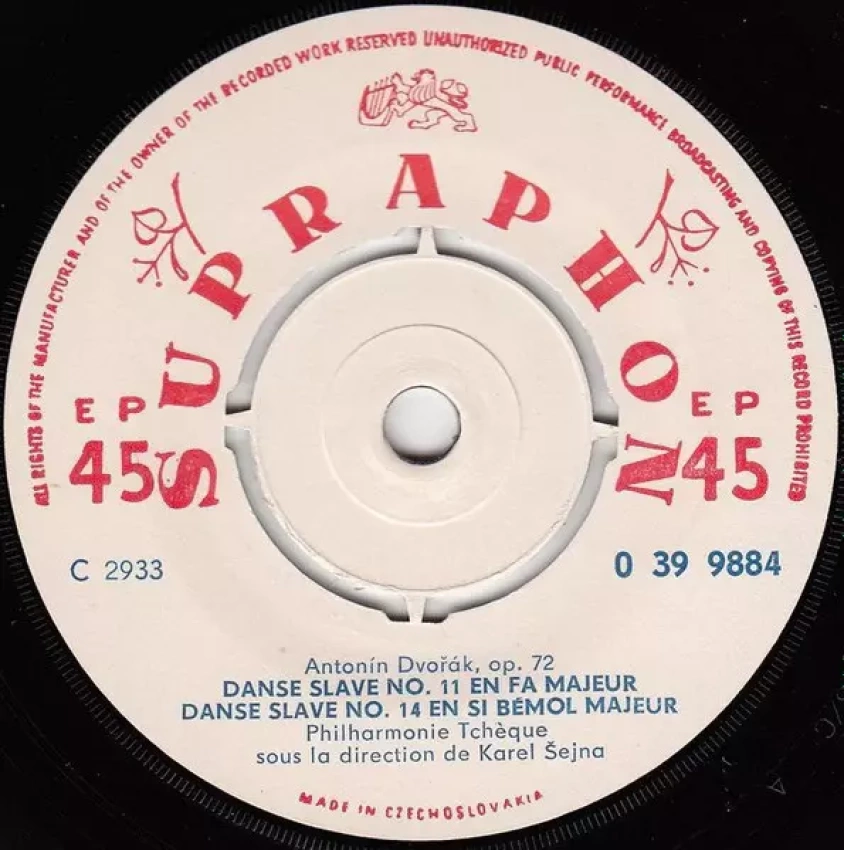 ALL RIGHTS OF THE MANUFACTURER AND OF THE OWNER OF THE RECORDED WORK RESERVED UNAUTHORIZED PUBLIC PERFORMANCE BROADCASTING AND COPYING OF THIS RECORD PROHIBITED
SUPRAPHON
EP EP
45 45
C 2933 0 39 9884
Antonín Dvořák, op. 72
DANSE SLAVE NO. 11 EN FA MAJEUR
DANSE SLAVE NO. 14 EN SI BÉMOL MAJEUR
Philharmonie Tchèque
sous la direction de Karel Šejna
MADE IN CZECHOSLOVAKIA